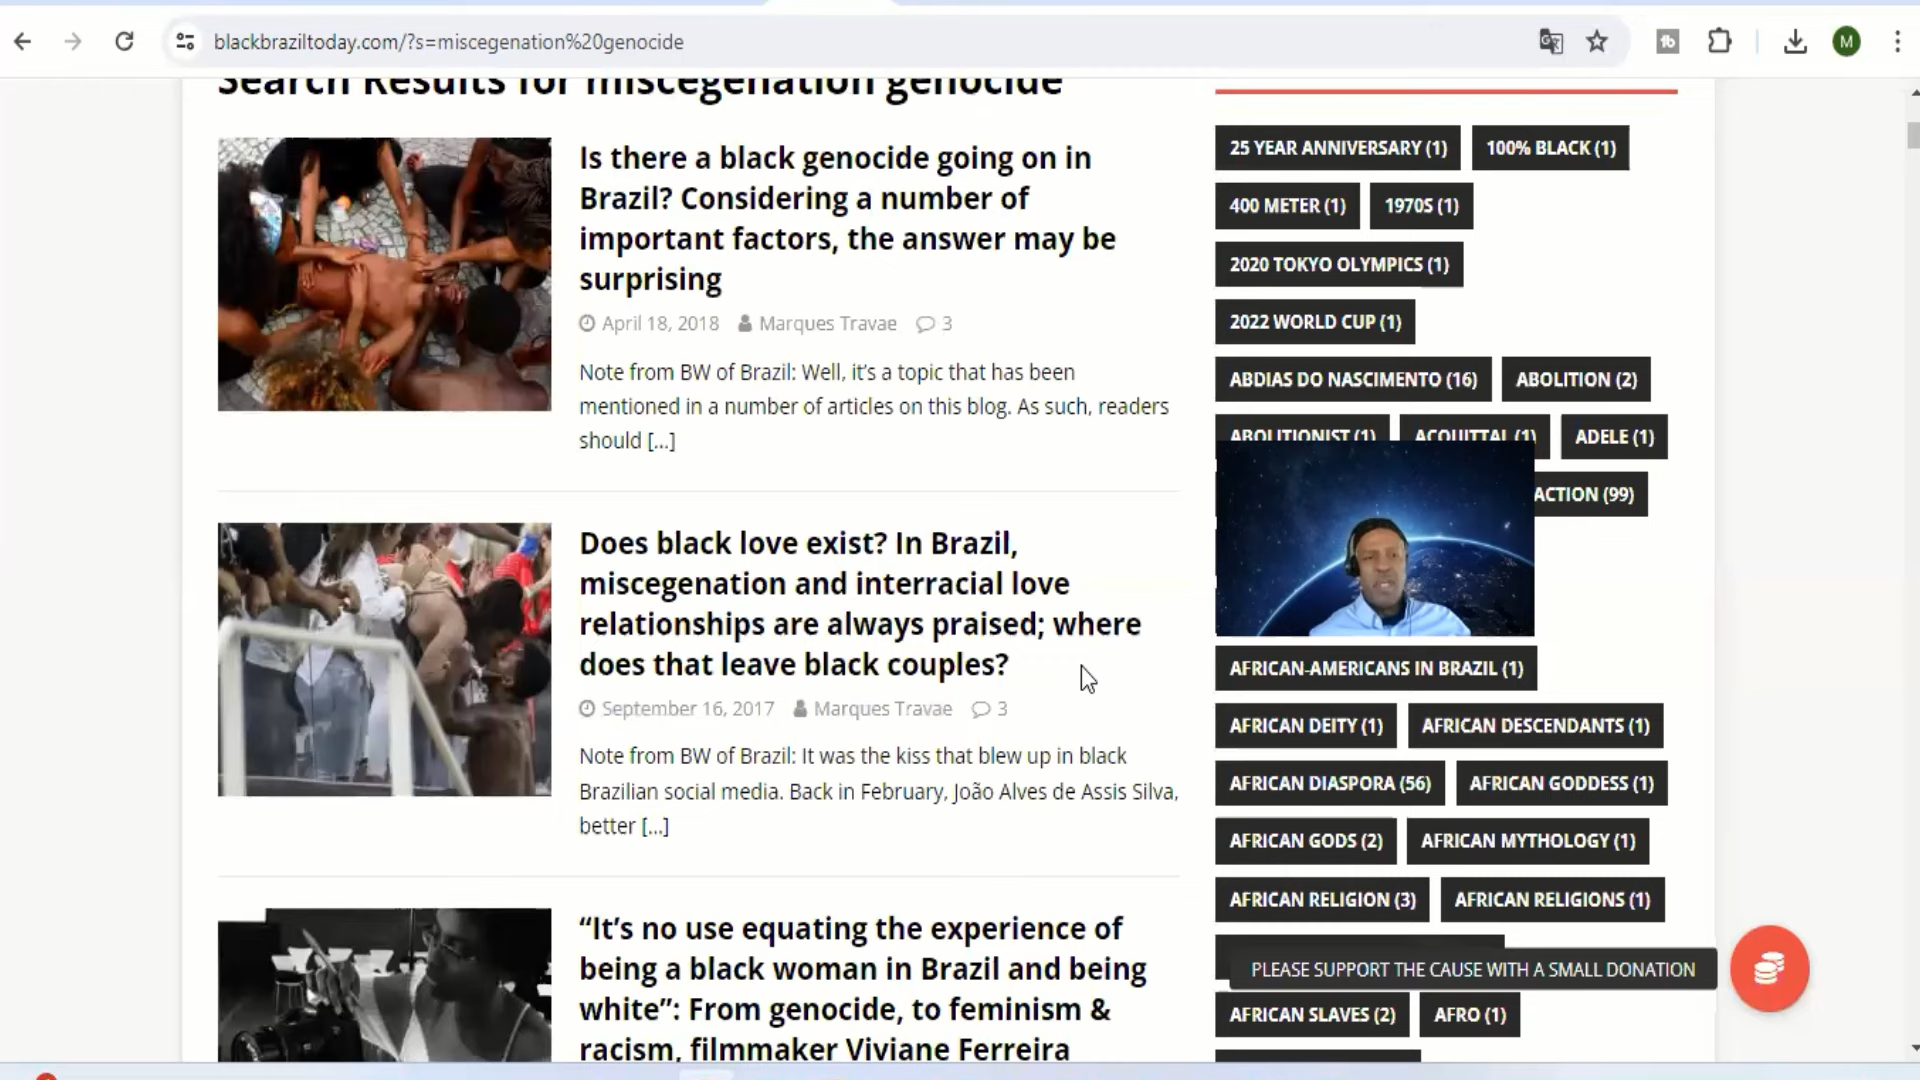 blackbraziltoday.com/?s=miscegenation%20genocide
M
Search Results for miscegenation genocide
Is there a black genocide going on in
Brazil? Considering a number of
important factors, the answer may be
surprising
April 18, 2018 Marques Travae 3
Note from BW of Brazil: Well, it’s a topic that has been
mentioned in a number of articles on this blog. As such, readers
should [...]
Does black love exist? In Brazil,
miscegenation and interracial love
relationships are always praised; where
does that leave black couples?
September 16, 2017 Marques Travae 3
Note from BW of Brazil: It was the kiss that blew up in black
Brazilian social media. Back in February, João Alves de Assis Silva,
better [...]
“It’s no use equating the experience of
being a black woman in Brazil and being
white”: From genocide, to feminism &
racism, filmmaker Viviane Ferreira
25 YEAR ANNIVERSARY (1) 100% BLACK (1)
400 METER (1) 1970S (1)
2020 TOKYO OLYMPICS (1)
2022 WORLD CUP (1)
ABDIAS DO NASCIMENTO (16) ABOLITION (2)
ABOLITIONIST (1) ACQUITTAL (1) ADELE (1)
ACTION (99)
AFRICAN-AMERICANS IN BRAZIL (1)
AFRICAN DEITY (1) AFRICAN DESCENDANTS (1)
AFRICAN DIASPORA (56) AFRICAN GODDESS (1)
AFRICAN GODS (2) AFRICAN MYTHOLOGY (1)
AFRICAN RELIGION (3) AFRICAN RELIGIONS (1)
PLEASE SUPPORT THE CAUSE WITH A SMALL DONATION
AFRICAN SLAVES (2) AFRO (1)